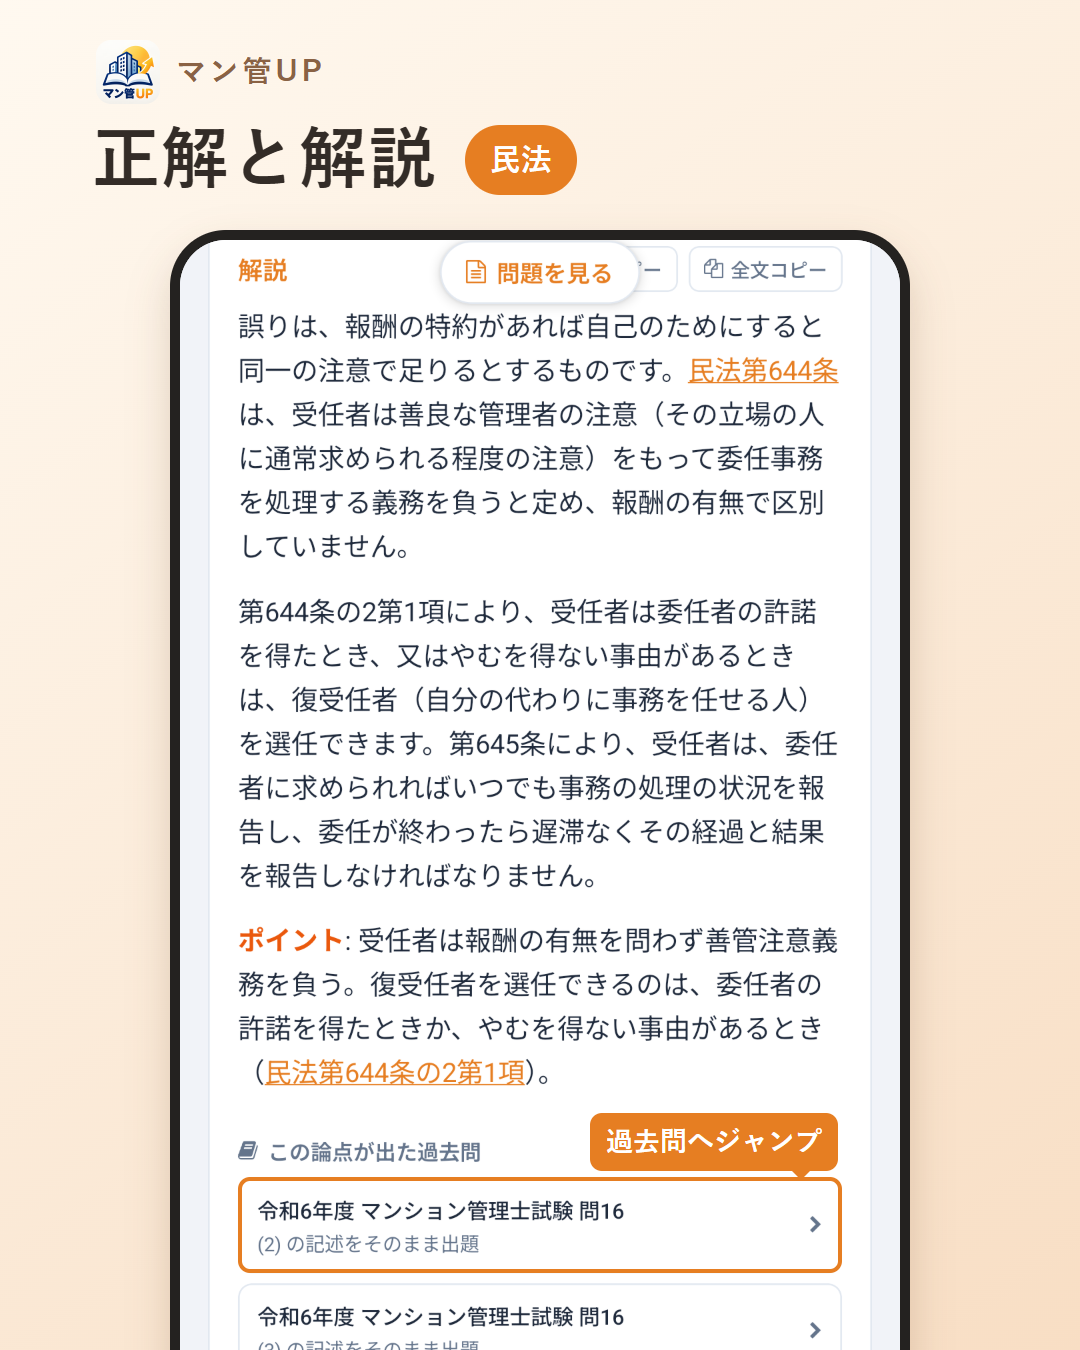 マン管UP
マン管UP
正解と解説
民法
解説
問題を見る
ピー
全文コピー
誤りは、報酬の特約があれば自己のためにすると
同一の注意で足りるとするものです。民法第644条
は、受任者は善良な管理者の注意（その立場の人
に通常求められる程度の注意）をもって委任事務
を処理する義務を負うと定め、報酬の有無で区別
していません。
第644条の2第1項により、受任者は委任者の許諾
を得たとき、又はやむを得ない事由があるとき
は、復受任者（自分の代わりに事務を任せる人）
を選任できます。第645条により、受任者は、委任
者に求められればいつでも事務の処理の状況を報
告し、委任が終わったら遅滞なくその経過と結果
を報告しなければなりません。
ポイント: 受任者は報酬の有無を問わず善管注意義
務を負う。復受任者を選任できるのは、委任者の
許諾を得たときか、やむを得ない事由があるとき
（民法第644条の2第1項）。
この論点が出た過去問
過去問へジャンプ
令和6年度 マンション管理士試験 問16
(2) の記述をそのまま出題
令和6年度 マンション管理士試験 問16
(3) の記述をそのまま出題